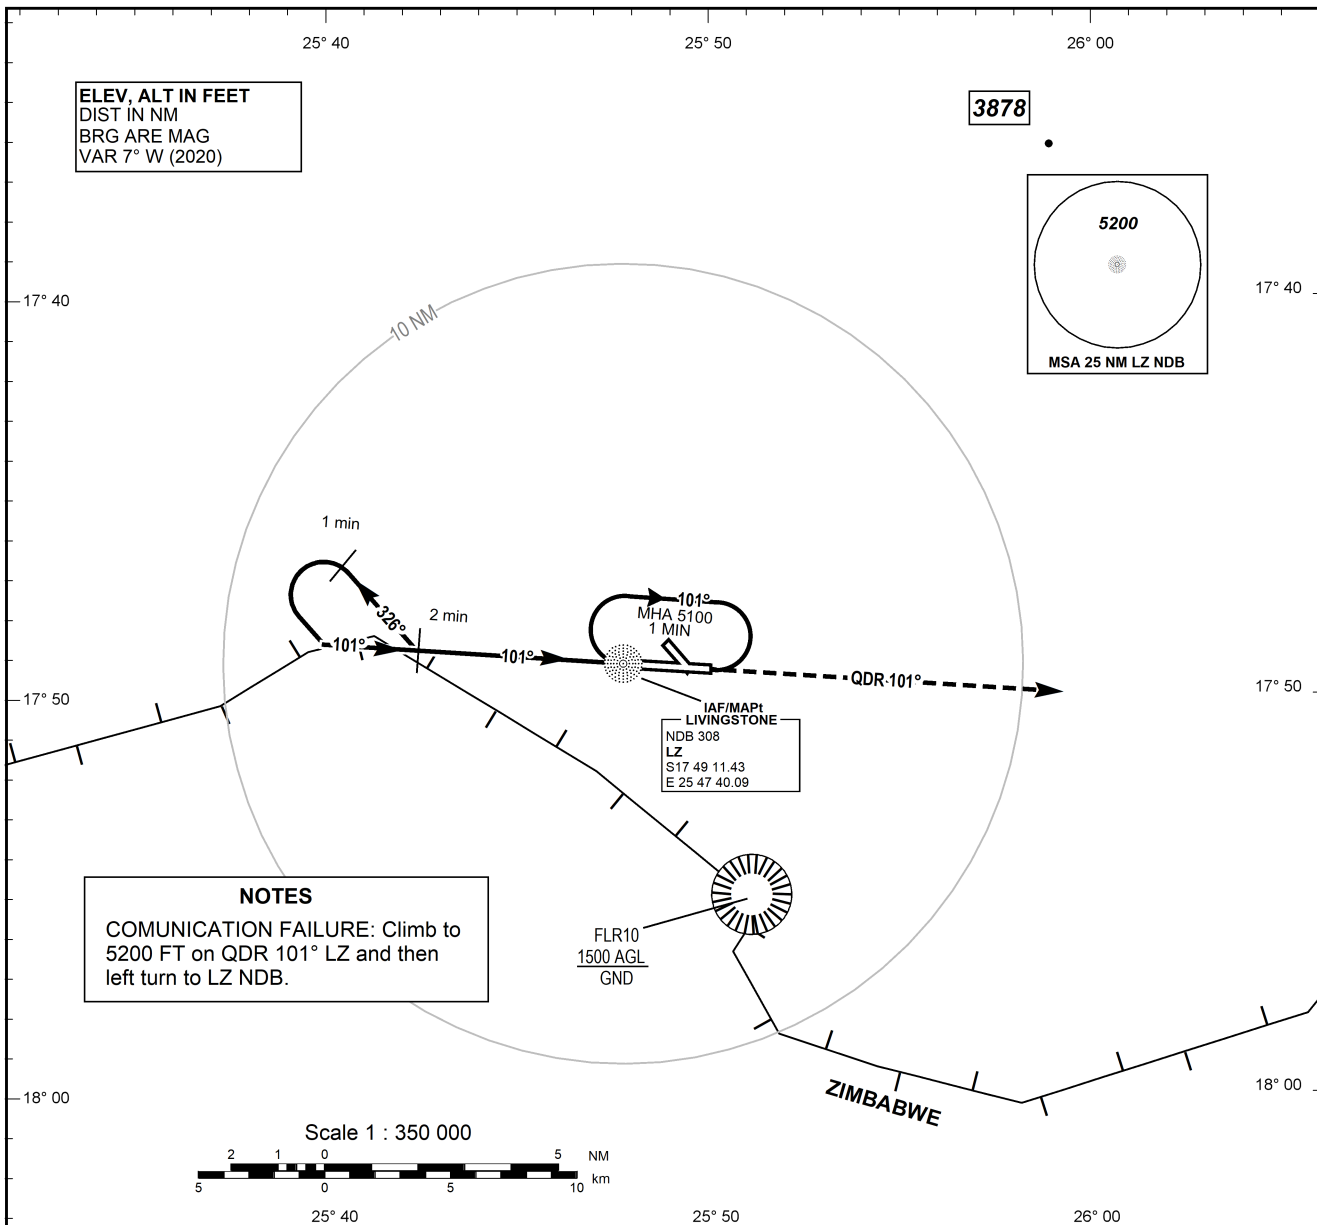 25° 40
25° 50
26° 00
ELEV, ALT IN FEET
DIST IN NM
BRG ARE MAG
VAR 7° W (2020)
3878
5200
MSA 25 NM LZ NDB
17° 40
17° 40
10 NM
1 min
326°
2 min
101°
101°
101°
MHA 5100
1 MIN
QDR 101°
17° 50
17° 50
IAF/MAPt
LIVINGSTONE
NDB 308
LZ
S17 49 11.43
E 25 47 40.09
NOTES
COMUNICATION FAILURE: Climb to
5200 FT on QDR 101° LZ and then
left turn to LZ NDB.
FLR10
1500 AGL
GND
18° 00
18° 00
ZIMBABWE
Scale 1 : 350 000
2 1 0 5 NM
5 0 5 10 km
25° 40
25° 50
26° 00